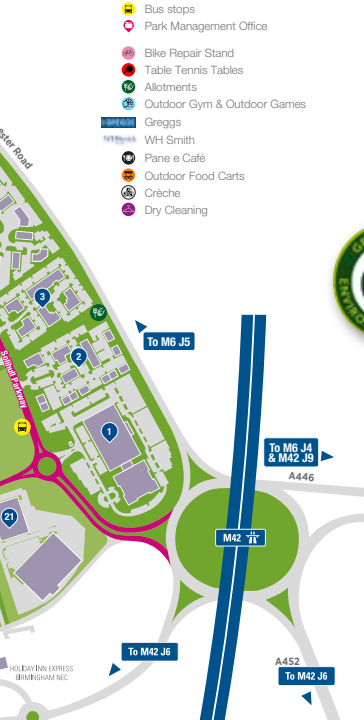 Bus stops
Park Management Office
Bike Repair Stand
Table Tennis Tables
Allotments
Outdoor Gym & Outdoor Games
Greggs
WH Smith
Pane e Café
Outdoor Food Carts
Crèche
Dry Cleaning
ester Road
3
To M6 J5
2
Solihull Parkway
1
To M6 J4
& M42 J9
A446
21
M42
To M42 J6
A452
HOLIDAY INN EXPRESS
BIRMINGHAM NEC
To M42 J6